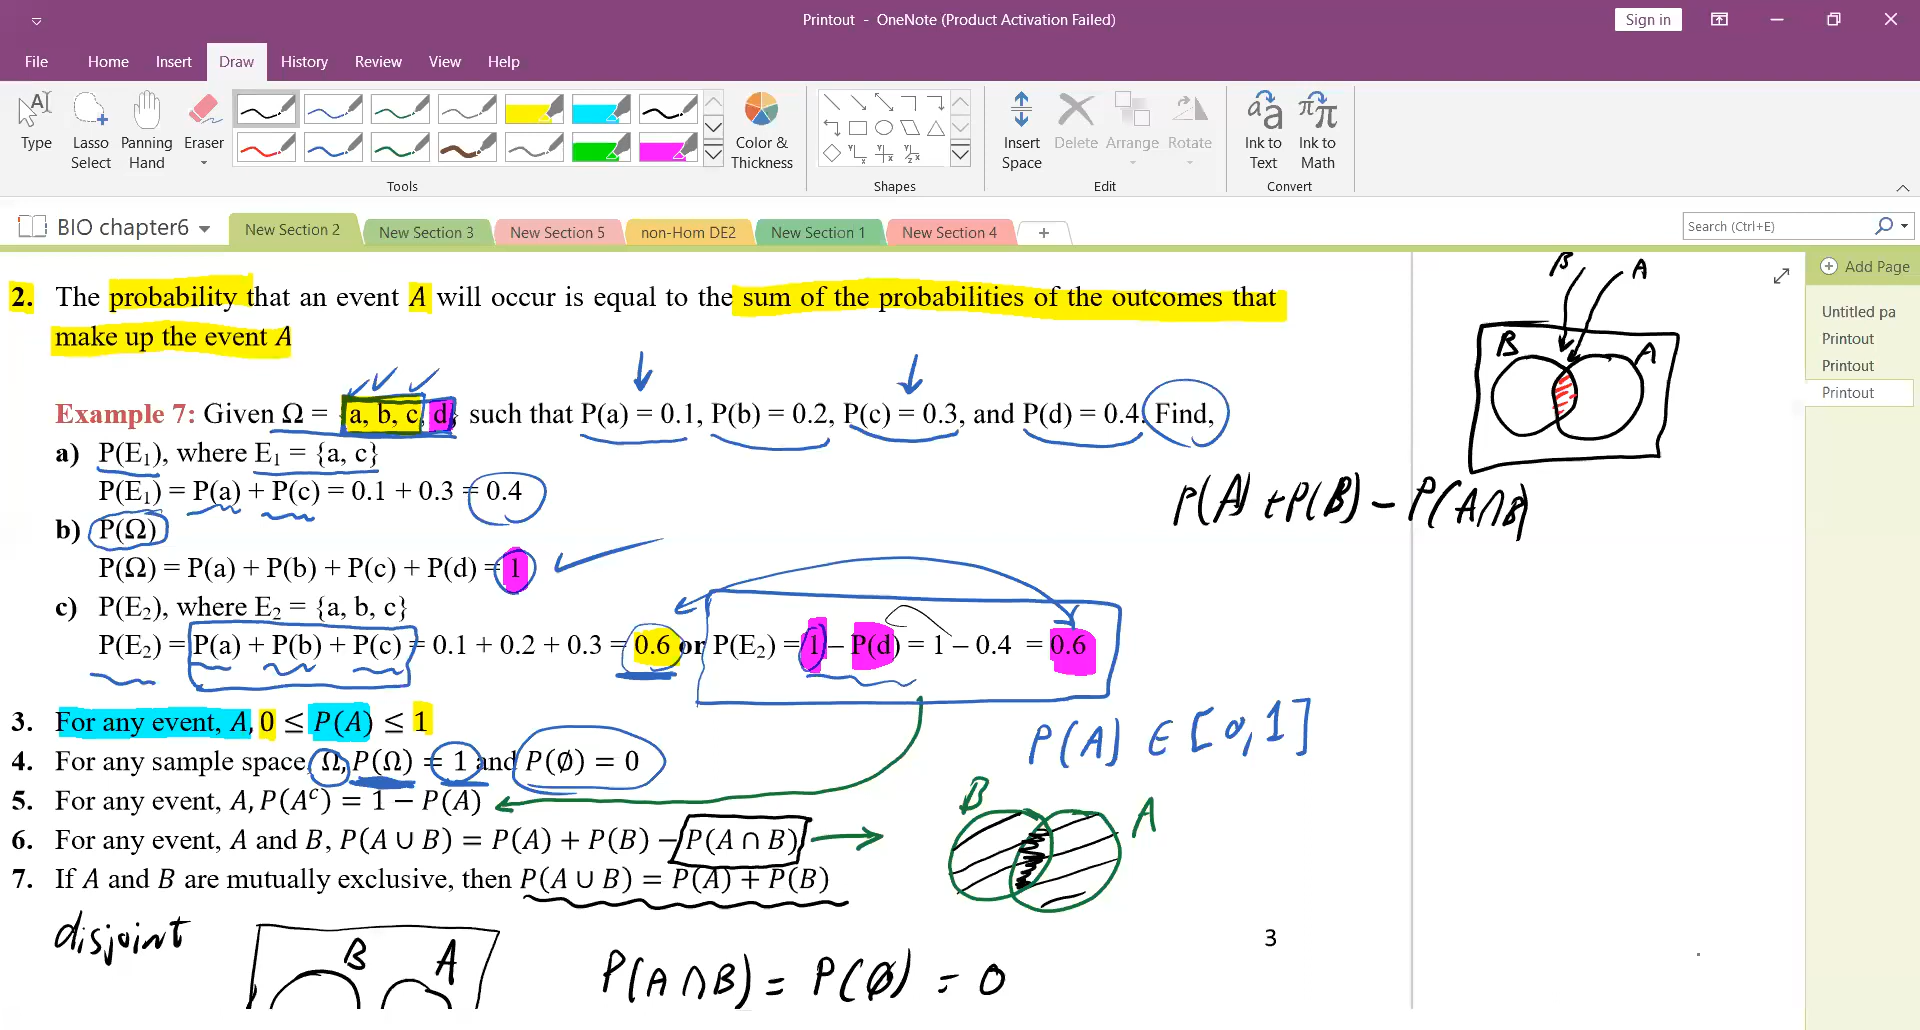 Printout - OneNote (Product Activation Failed)
Sign in
File Home Insert Draw History Review View Help
Type
Lasso Select
Panning Hand
Eraser
Color & Thickness
Insert Space
Delete
Arrange
Rotate
Ink to Text
Ink to Math
Tools Shapes Edit Convert
BIO chapter6
New Section 2 New Section 3 New Section 5 non-Hom DE2 New Section 1 New Section 4 +
Search (Ctrl+E)
Add Page
Untitled pa
Printout
Printout
Printout
2. The probability that an event A will occur is equal to the sum of the probabilities of the outcomes that
make up the event A
Example 7: Given Ω = {a, b, c, d} such that P(a) = 0.1, P(b) = 0.2, P(c) = 0.3, and P(d) = 0.4. Find,
a) P(E₁), where E₁ = {a, c}
P(E₁) = P(a) + P(c) = 0.1 + 0.3 = 0.4
b) P(Ω)
P(Ω) = P(a) + P(b) + P(c) + P(d) = 1
c) P(E₂), where E₂ = {a, b, c}
P(E₂) = P(a) + P(b) + P(c) = 0.1 + 0.2 + 0.3 = 0.6 or P(E₂) = 1 – P(d) = 1 – 0.4 = 0.6
3. For any event, A, 0 ≤ P(A) ≤ 1
4. For any sample space, Ω, P(Ω) = 1 and P(∅) = 0
5. For any event, A, P(Aᶜ) = 1 − P(A)
6. For any event, A and B, P(A ∪ B) = P(A) + P(B) − P(A ∩ B)
7. If A and B are mutually exclusive, then P(A ∪ B) = P(A) + P(B)
B A
B A
P(A) + P(B) − P(A∩B)
P(A) ∈ [0,1]
B A
disjoint
B A
P(A∩B) = P(∅) = 0
3